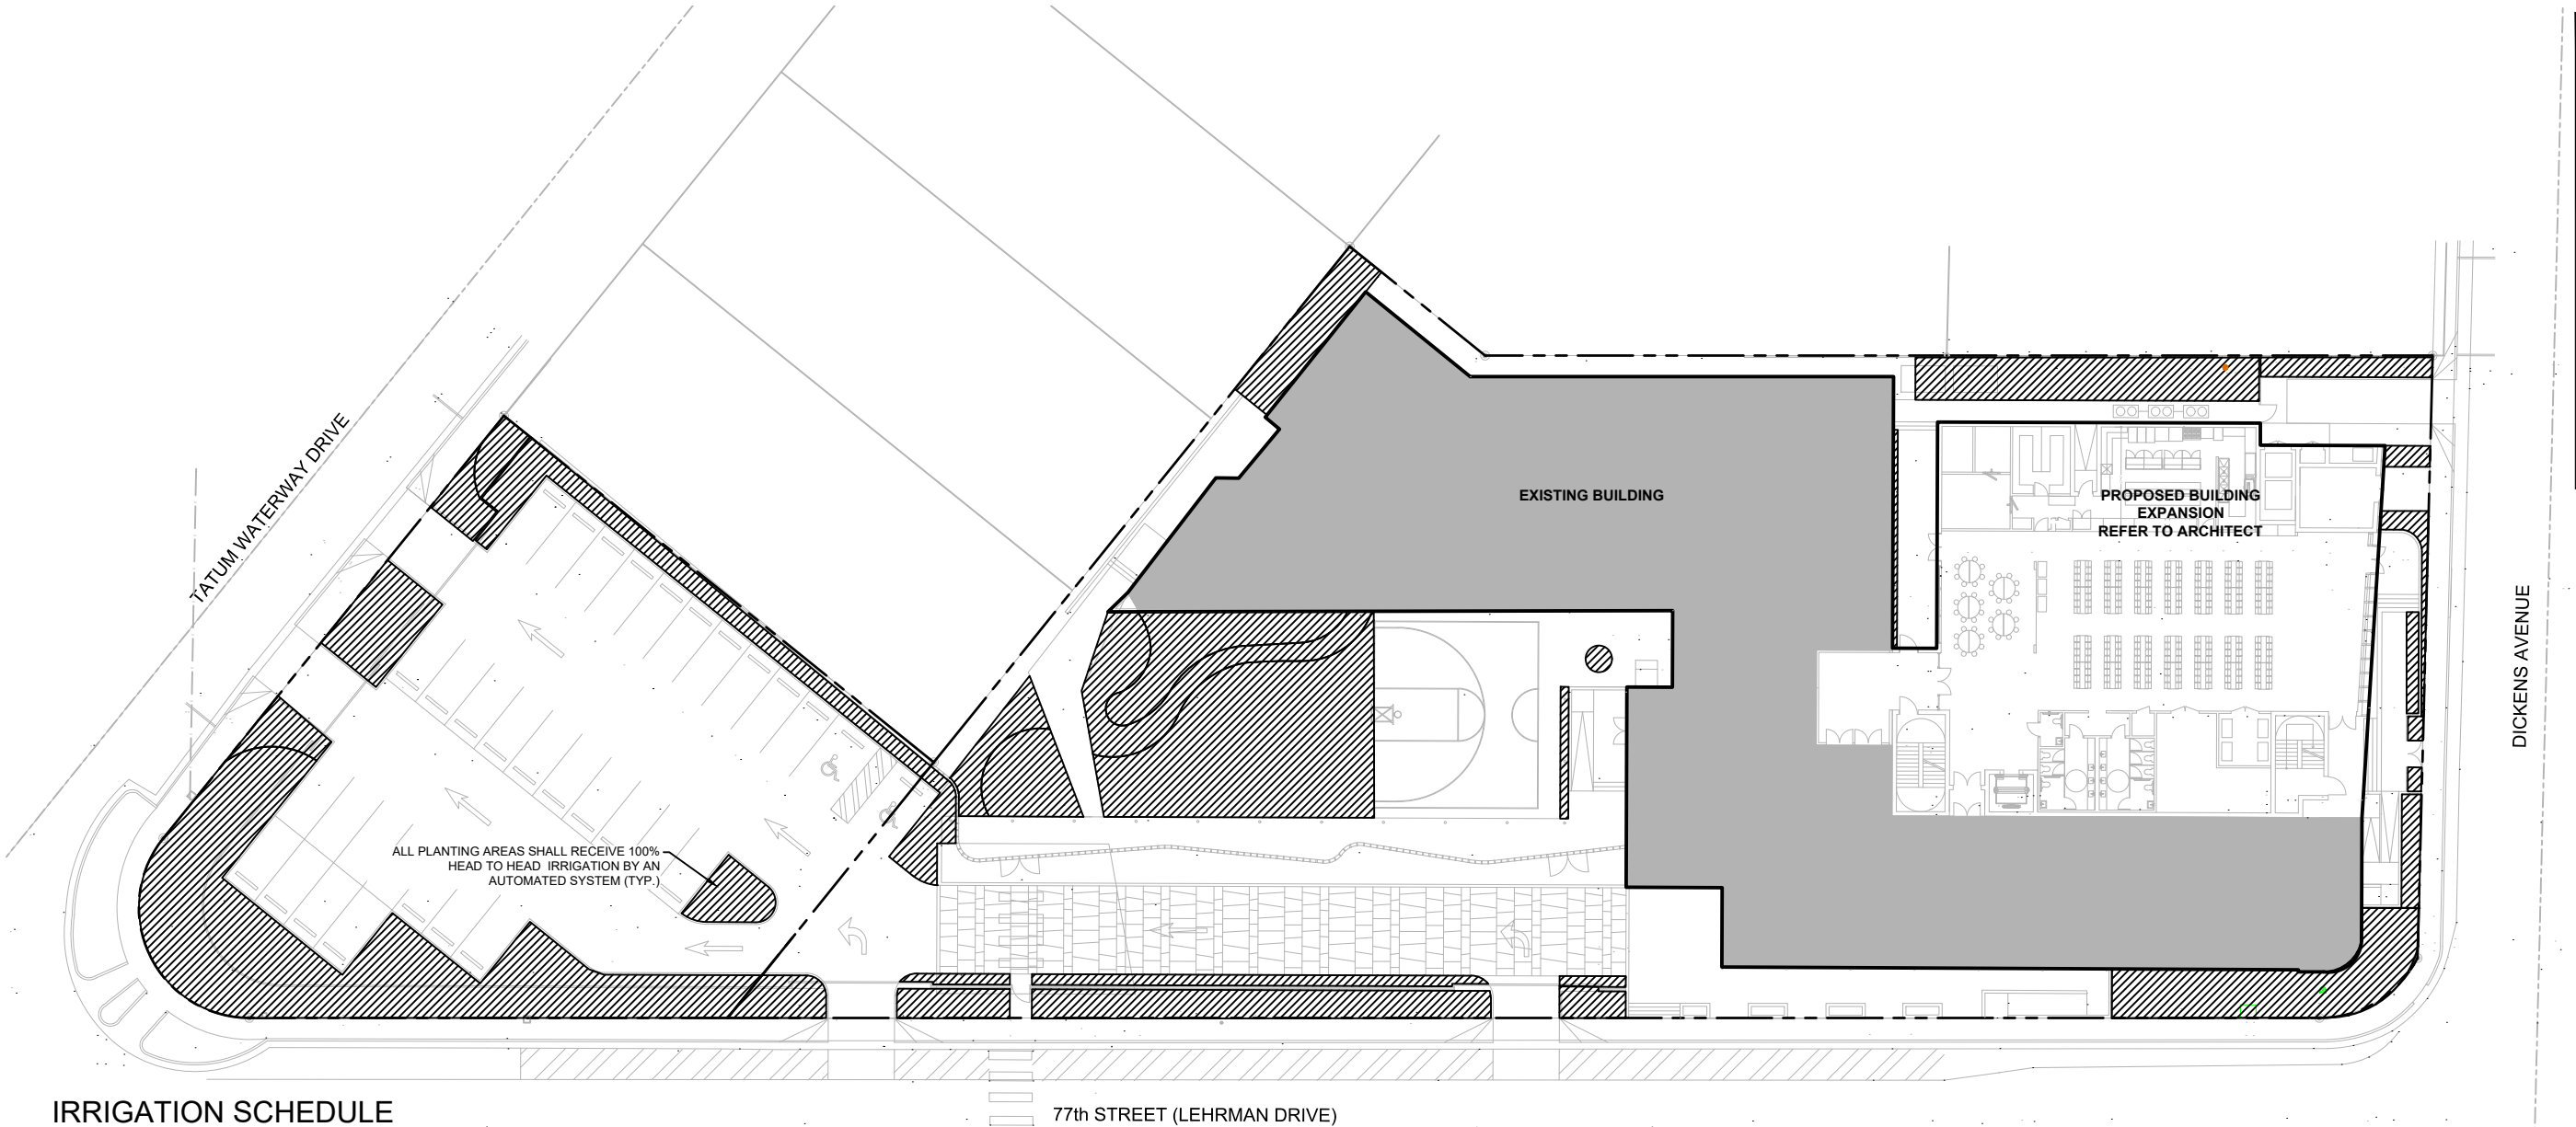 TATUM WATERWAY DRIVE
EXISTING BUILDING
PROPOSED BUILDING
EXPANSION
REFER TO ARCHITECT
DICKENS AVENUE
ALL PLANTING AREAS SHALL RECEIVE 100%
HEAD TO HEAD IRRIGATION BY AN
AUTOMATED SYSTEM (TYP.)
IRRIGATION SCHEDULE
77th STREET (LEHRMAN DRIVE)